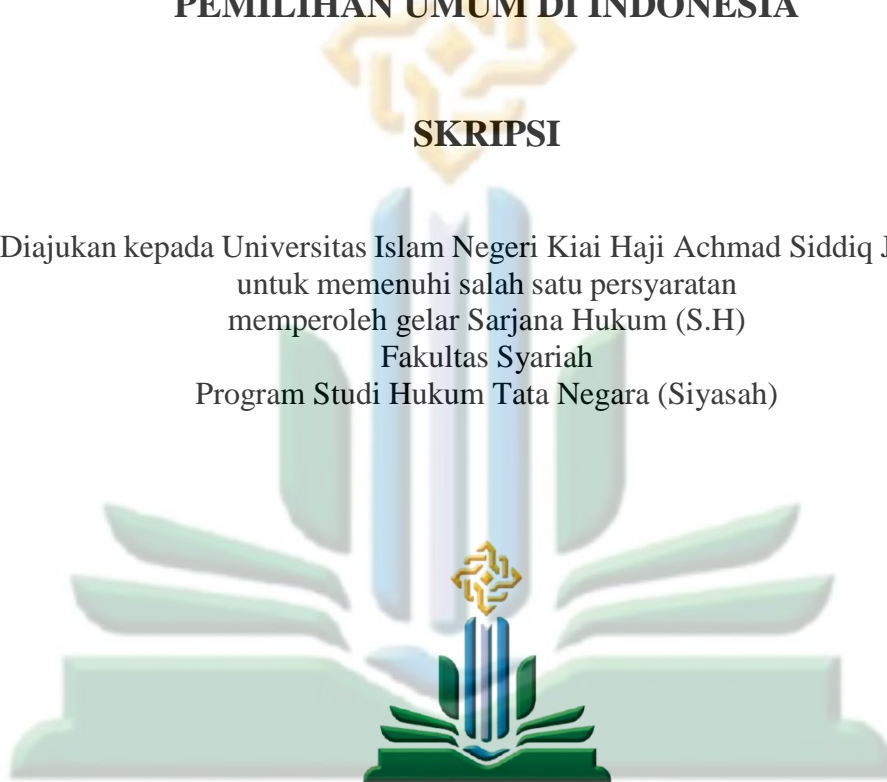 PEMILIHAN UMUM DI INDONESIA
SKRIPSI
Diajukan kepada Universitas Islam Negeri Kiai Haji Achmad Siddiq J
untuk memenuhi salah satu persyaratan
memperoleh gelar Sarjana Hukum (S.H)
Fakultas Syariah
Program Studi Hukum Tata Negara (Siyasah)